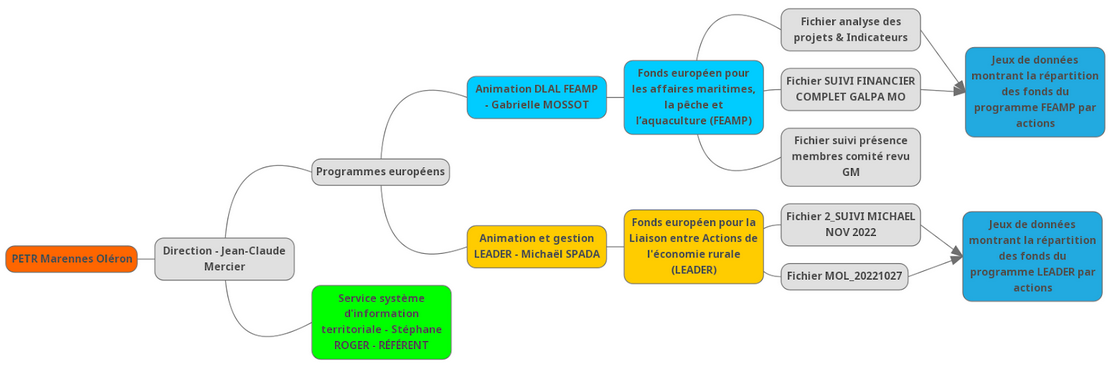 PETR Marennes Oléron
Direction - Jean-Claude
Mercier
Programmes européens
Service système
d'information
territoriale - Stéphane
ROGER - RÉFÉRENT
Animation DLAL FEAMP
- Gabrielle MOSSOT
Fonds européen pour
les affaires maritimes,
la pêche et
l'aquaculture (FEAMP)
Fichier analyse des
projets & Indicateurs
Fichier SUIVI FINANCIER
COMPLET GALPA MO
Fichier suivi présence
membres comité revu
GM
Jeux de données
montrant la répartition
des fonds du
programme FEAMP par
actions
Animation et gestion
LEADER - Michaël SPADA
Fonds européen pour la
Liaison entre Actions de
l'économie rurale
(LEADER)
Fichier 2_SUIVI MICHAEL
NOV 2022
Fichier MOL_20221027
Jeux de données
montrant la répartition
des fonds du
programme LEADER par
actions